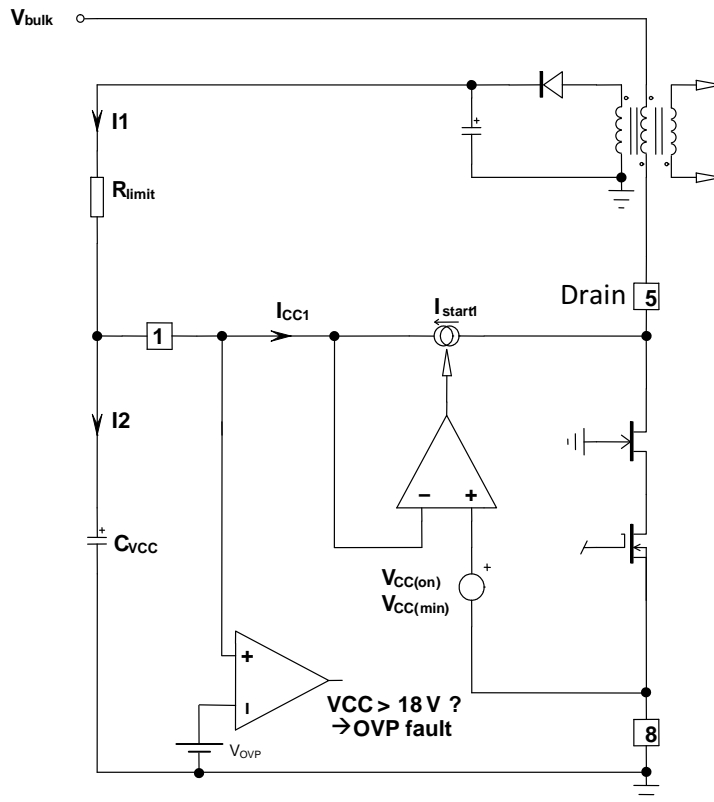 Vbulk
I1
Rlimit
Drain
5
ICC1
Istart1
1
I2
CVCC
VCC(on)
VCC(min)
VCC > 18 V ?
→OVP fault
VOVP
8